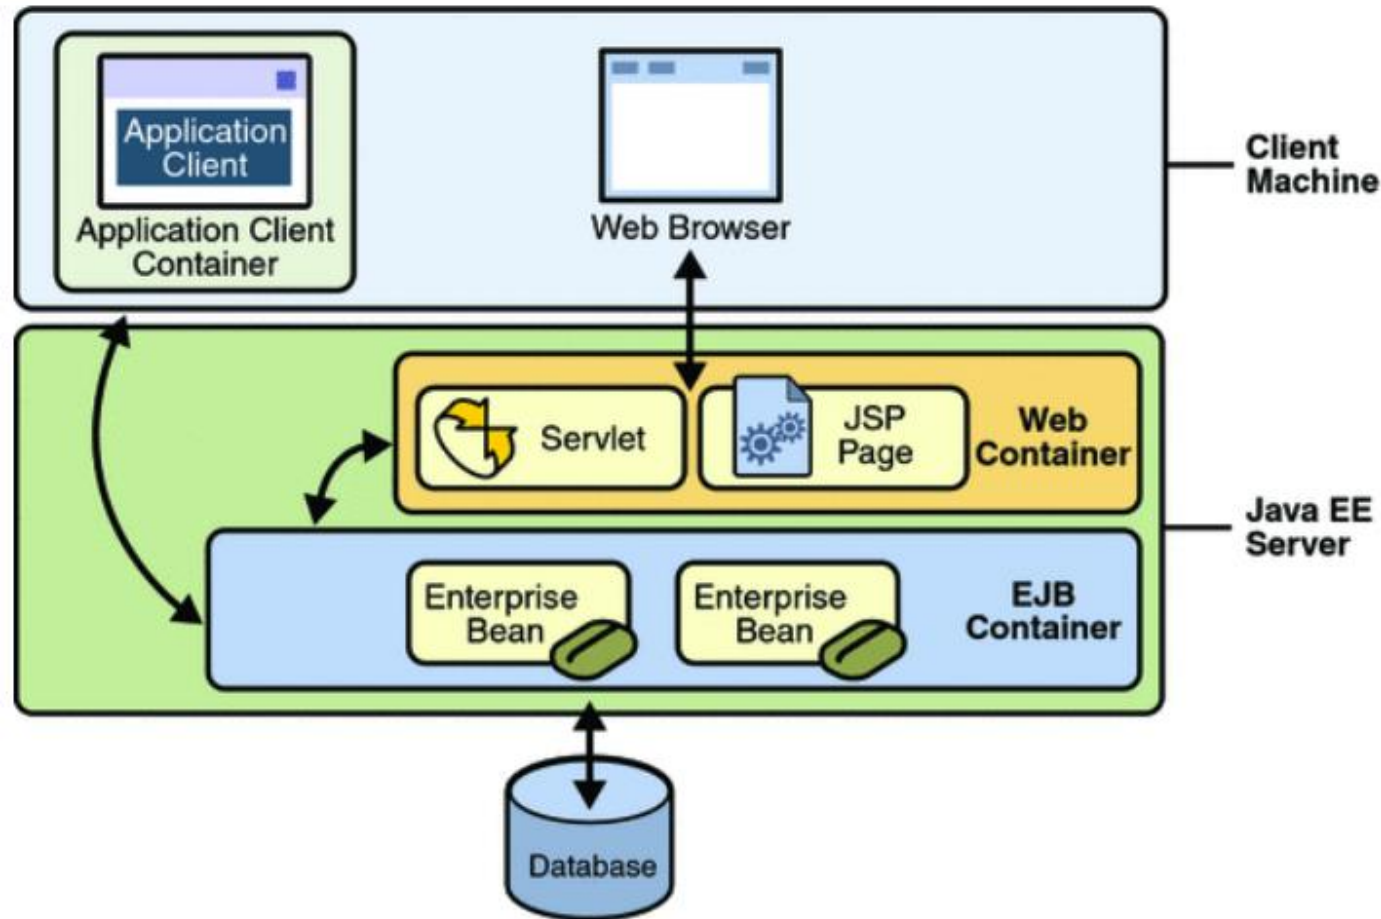 Application
Client
Application Client
Container
Web Browser
Client
Machine
Servlet
JSP
Page
Web
Container
Java EE
Server
Enterprise
Bean
Enterprise
Bean
EJB
Container
Database